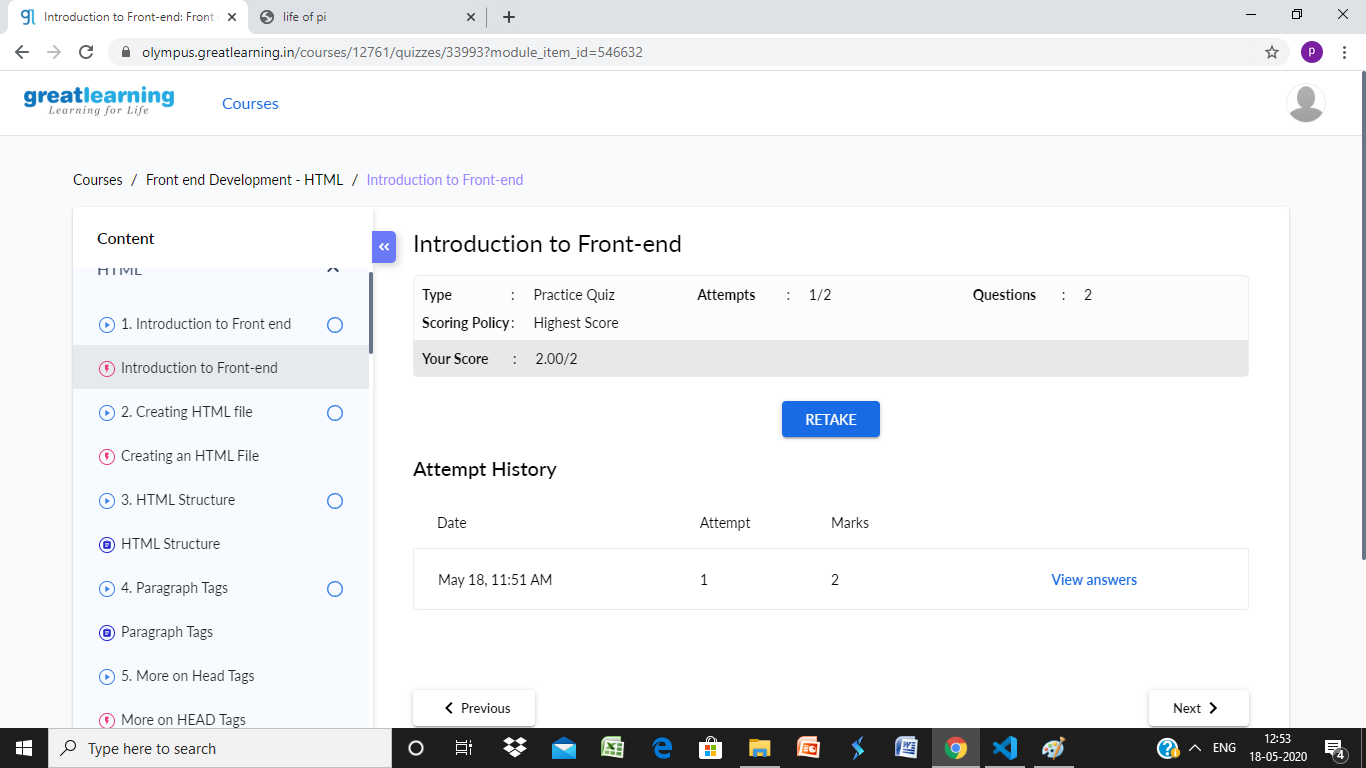 Introduction to Front-end: Front
life of pi
olympus.greatlearning.in/courses/12761/quizzes/33993?module_item_id=546632
p
greatlearning
Learning for Life
Courses
Courses / Front end Development - HTML / Introduction to Front-end
Content
HTML
1. Introduction to Front end
Introduction to Front-end
2. Creating HTML file
Creating an HTML File
3. HTML Structure
HTML Structure
4. Paragraph Tags
Paragraph Tags
5. More on Head Tags
More on HEAD Tags
Introduction to Front-end
Type : Practice Quiz Attempts : 1/2 Questions : 2
Scoring Policy : Highest Score
Your Score : 2.00/2
RETAKE
Attempt History
Date Attempt Marks
May 18, 11:51 AM 1 2 View answers
Previous Next
Type here to search
ENG
12:53
18-05-2020
4